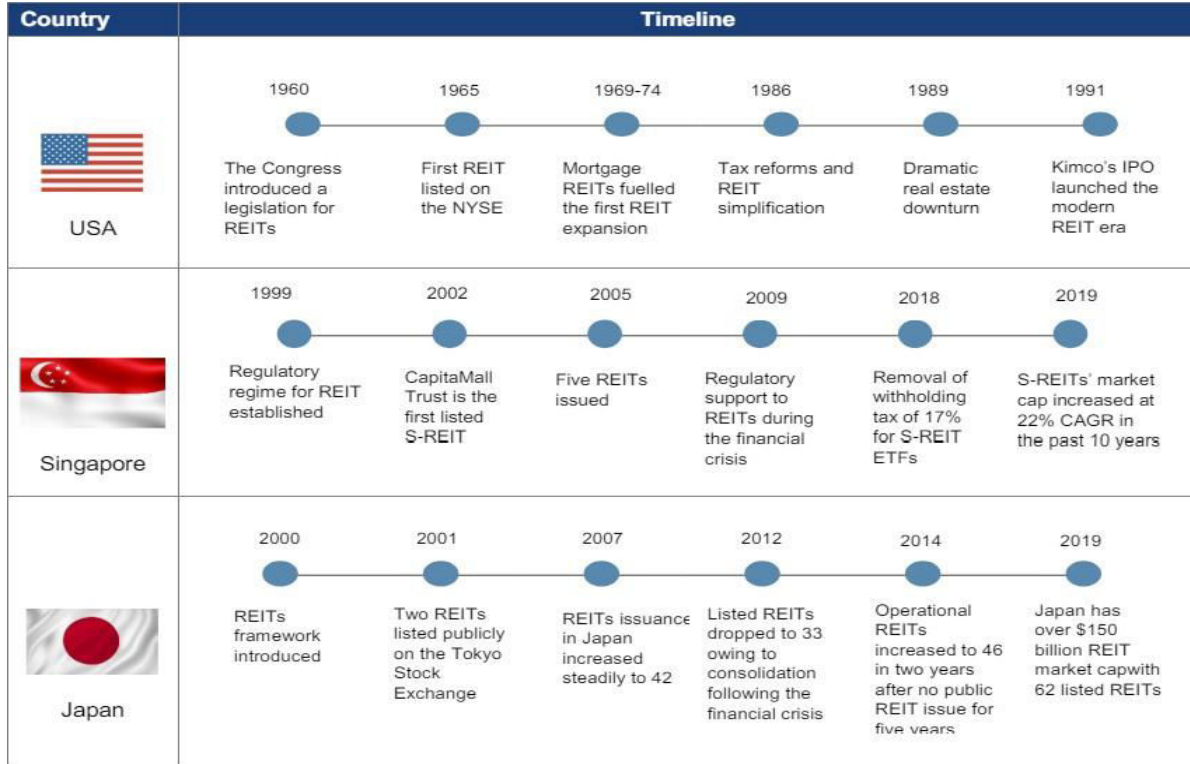 Country
Timeline
USA
1960
1965
1969-74
1986
1989
1991
The Congress
introduced a
legislation for
REITs
First REIT
listed on
the NYSE
Mortgage
REITs fuelled
the first REIT
expansion
Tax reforms and
REIT
simplification
Dramatic
real estate
downturn
Kimco's IPO
launched the
modern
REIT era
Singapore
1999
2002
2005
2009
2018
2019
Regulatory
regime for REIT
established
CapitaMall
Trust is the
first listed
S-REIT
Five REITs
issued
Regulatory
support to
REITs during
the financial
crisis
Removal of
withholding
tax of 17%
for S-REIT
ETFs
S-REITs' market
cap increased at
22% CAGR in
the past 10 years
Japan
2000
2001
2007
2012
2014
2019
REITs
framework
introduced
Two REITs
listed publicly
on the Tokyo
Stock
Exchange
REITs issuance
in Japan
increased
steadily to 42
Listed REITs
dropped to 33
owing to
consolidation
following the
financial crisis
Operational
REITs
increased to 46
in two years
after no public
REIT issue for
five years
Japan has
over $150
billion REIT
market capwith
62 listed REITs